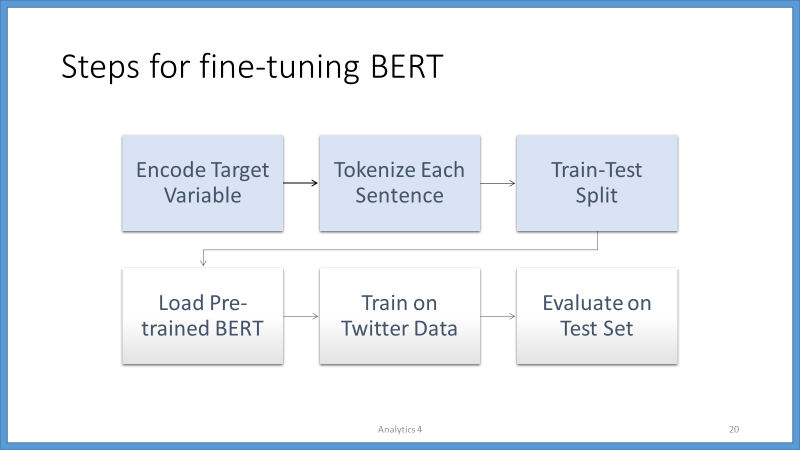 Steps for fine-tuning BERT
Encode Target
Variable
Tokenize Each
Sentence
Train-Test
Split
Load Pre-
trained BERT
Train on
Twitter Data
Evaluate on
Test Set
Analytics 4
20